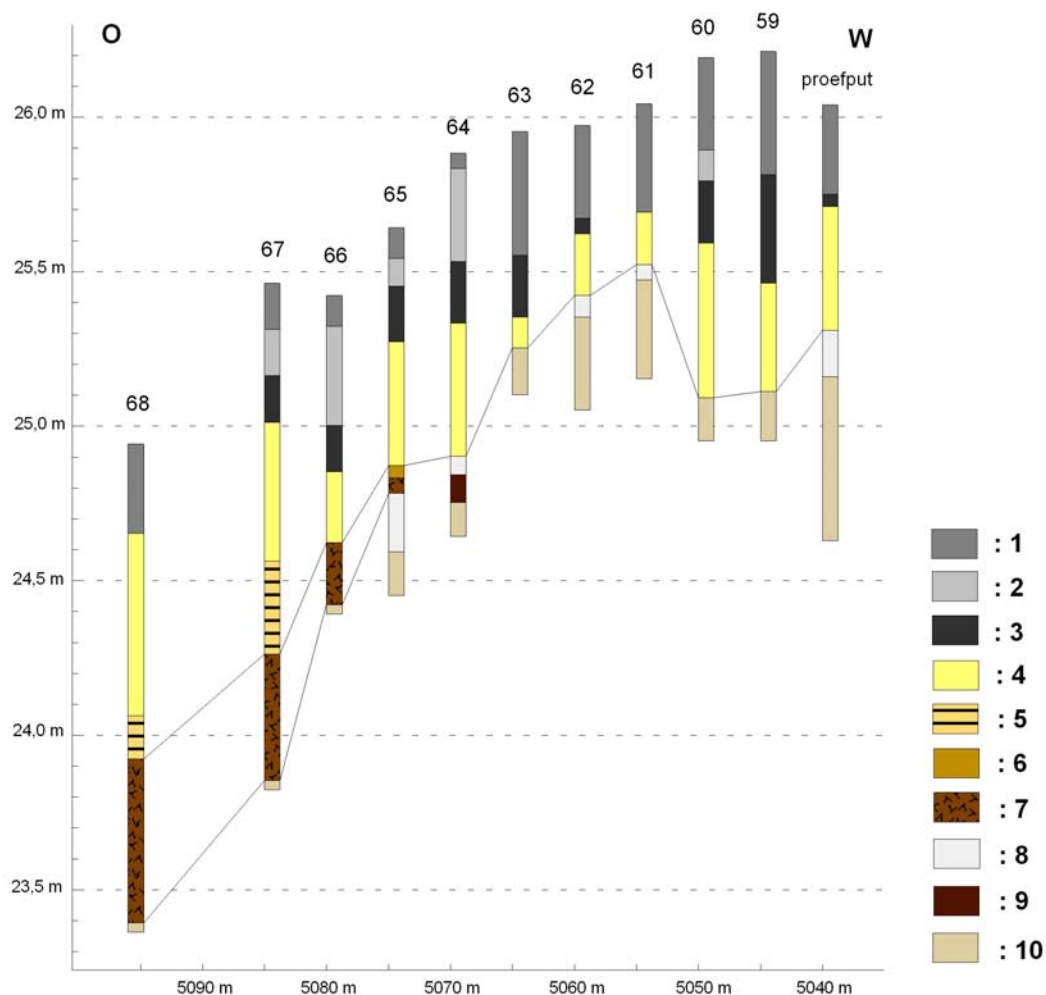 O
W
proefput
59
60
61
62
63
64
65
66
67
68
26,0 m
25,5 m
25,0 m
24,5 m
24,0 m
23,5 m
5090 m
5080 m
5070 m
5060 m
5050 m
5040 m
: 1
: 2
: 3
: 4
: 5
: 6
: 7
: 8
: 9
: 10